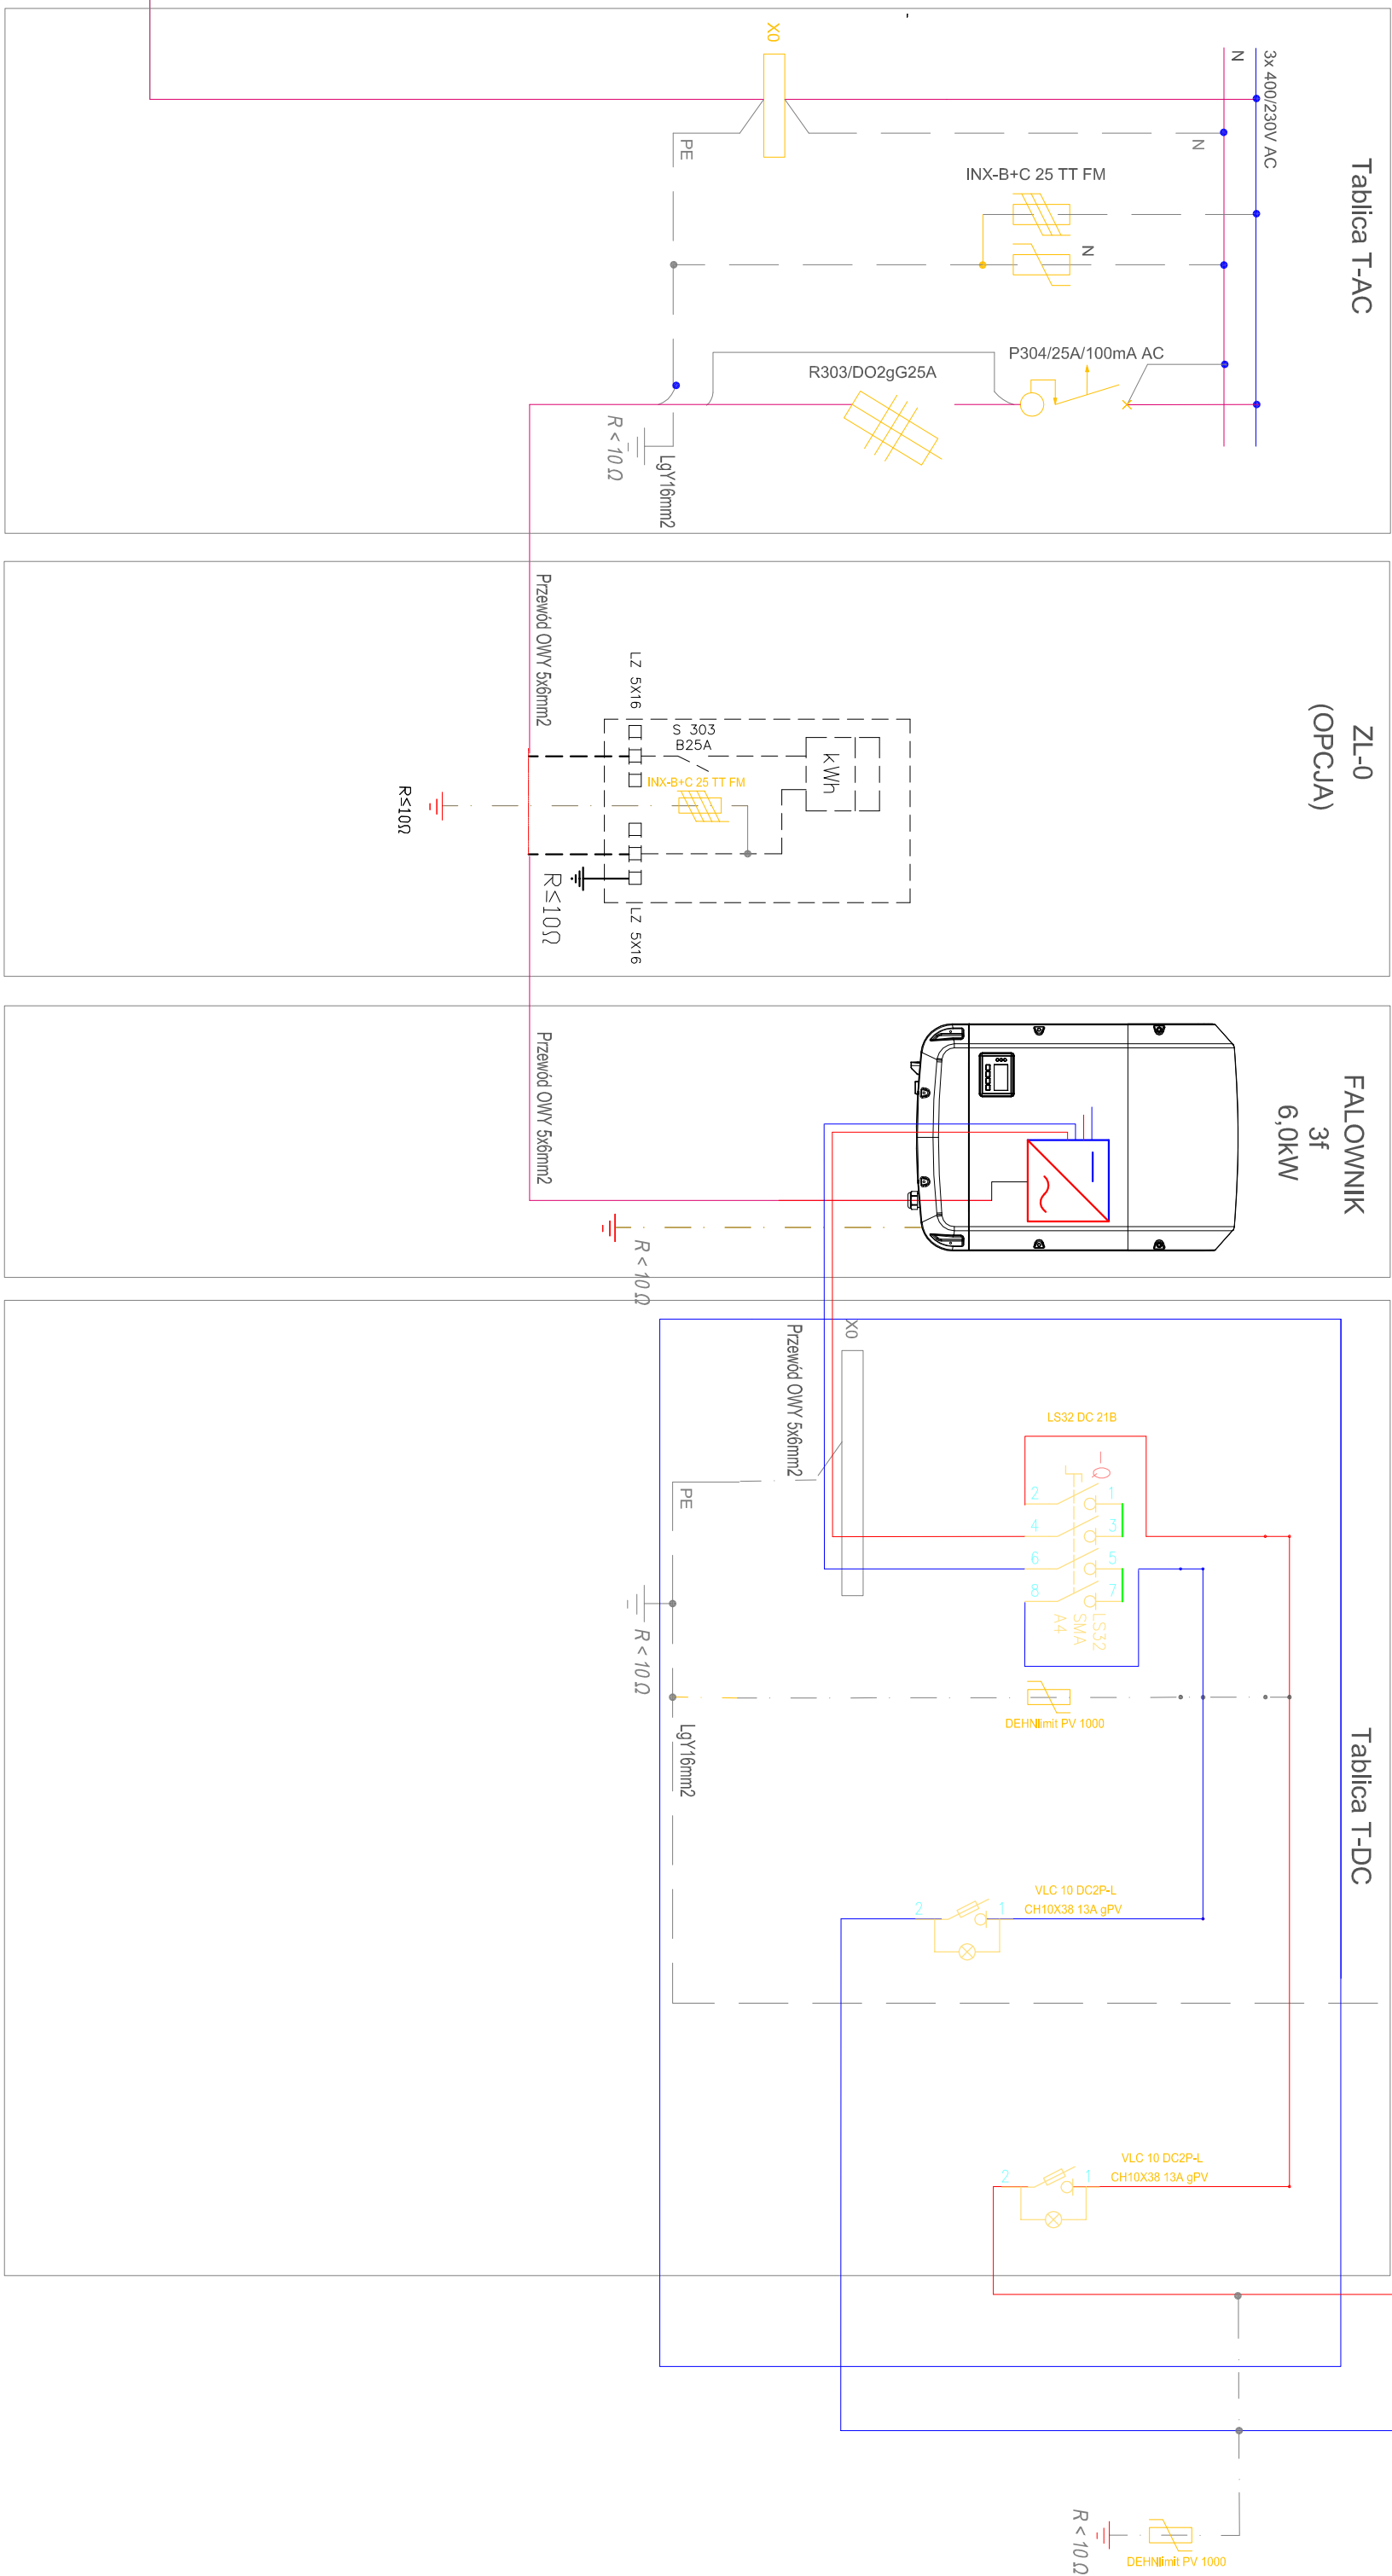 Tablica T-AC
3x 400/230V AC
N
X0
N
PE
INX-B+C 25 TT FM
N
P304/25A/100mA AC
R303/DO2gG25A
R < 10 Ω
LgY16mm2
ZL-0
(OPCJA)
Przewód OWY 5x6mm2
LZ 5X16
S 303
B25A
kWh
INX-B+C 25 TT FM
R≤10Ω
R≤10Ω
LZ 5X16
FALOWNIK
3f
6,0kW
Przewód OWY 5x6mm2
R < 10 Ω
Tablica T-DC
X0
Przewód OWY 5x6mm2
LS32 DC 21B
-Q
2 1
4 3
6 5
8 7
LS32
SMA
A4
PE
R < 10 Ω
DEHNlimit PV 1000
LgY16mm2
VLC 10 DC2P-L
CH10X38 13A gPV
2 1
VLC 10 DC2P-L
CH10X38 13A gPV
2 1
R < 10 Ω
DEHNlimit PV 1000